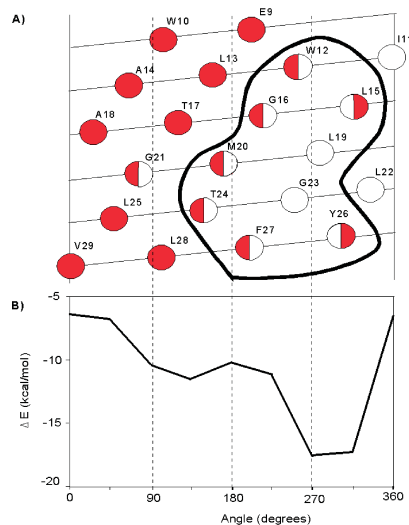 A)
E9
W10
I11
W12
L13
A14
L15
G16
T17
A18
L19
M20
G21
L22
G23
T24
L25
Y26
F27
L28
V29
B)
-5
-10
-15
-20
Δ E (kcal/mol)
0 90 180 270 360
Angle (degrees)